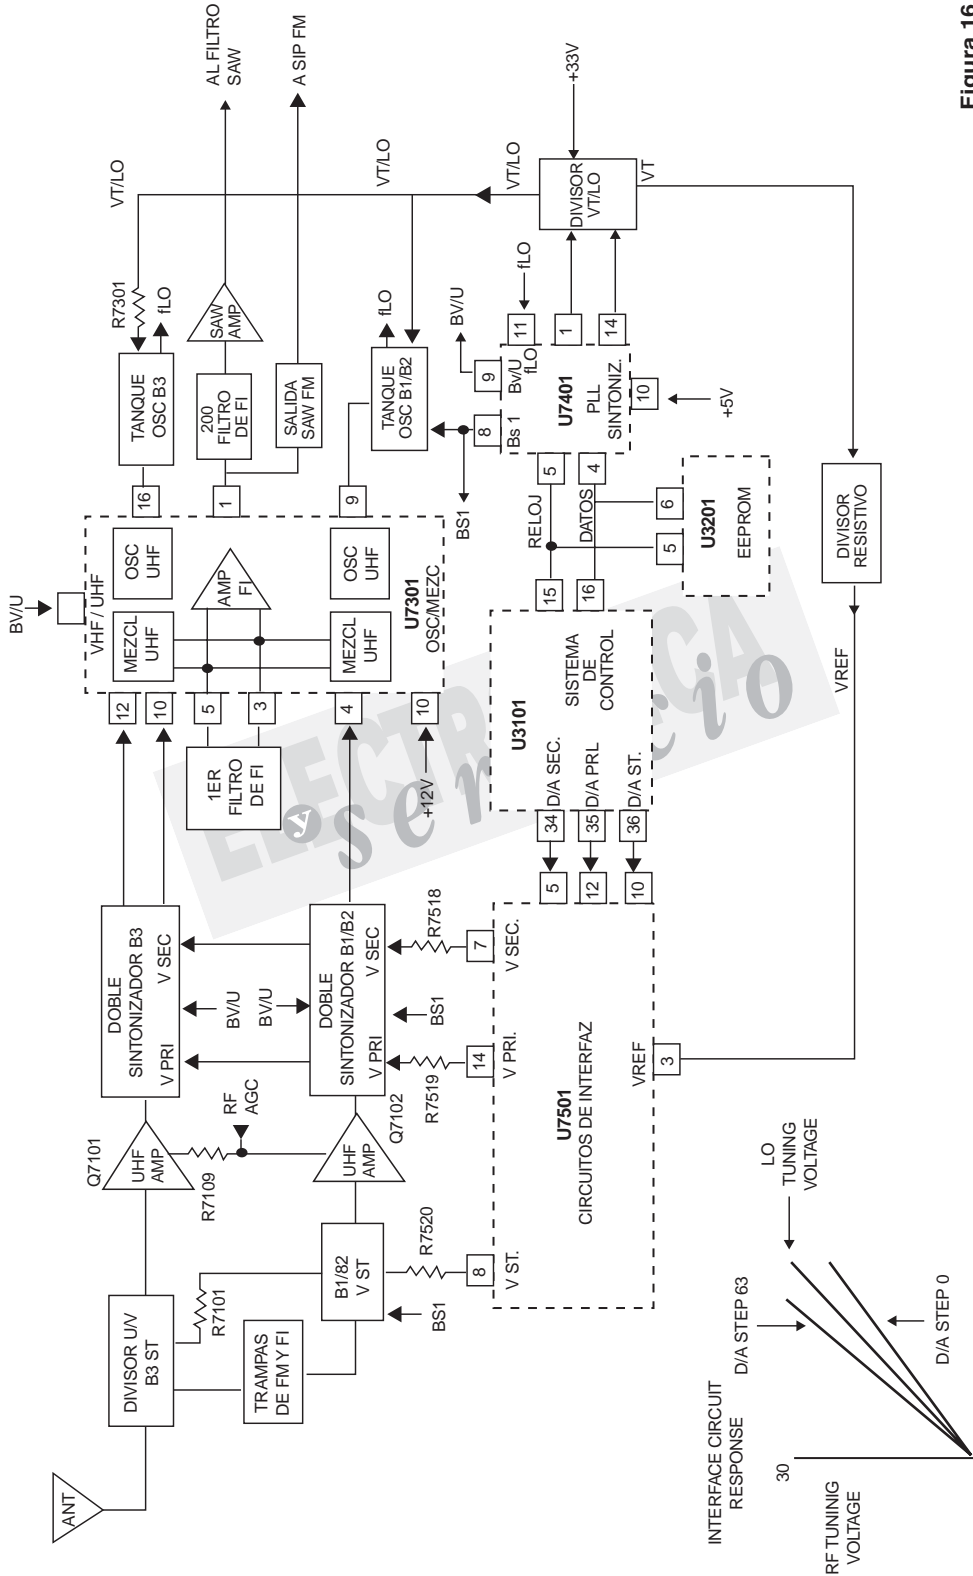 Figura 16
ANT
DIVISOR U/V
B3 ST
R7101
TRAMPAS
DE FM Y FI
B1/82
V ST
BS1
R7520
Q7101
UHF
AMP
R7109
RF
AGC
UHF
AMP
Q7102
DOBLE
SINTONIZADOR B3
V PRI
V SEC
BV/U
BV/U
DOBLE
SINTONIZADOR B1/B2
V PRI
V SEC
BS1
R7519
R7518
1ER
FILTRO
DE FI
+12V
BV/U
VHF / UHF
12
10
5
3
4
10
MEZCL
UHF
OSC
UHF
AMP
FI
MEZCL
UHF
OSC
UHF
U7301
OSC/MEZC
16
1
9
TANQUE
OSC B3
R7301
fLO
200
FILTRO
DE FI
SAW
AMP
SALIDA
SAW FM
TANQUE
OSC B1/B2
fLO
BS1
VT/LO
AL FILTRO
SAW
A SIP FM
VT/LO
VT/LO
+33V
DIVISOR
VT/LO
VT
8
V ST.
14
V PRI.
7
V SEC.
U7501
CIRCUITOS DE INTERFAZ
VREF
3
5
12
10
34
35
36
D/A SEC.
D/A PRL
D/A ST.
U3101
SISTEMA
DE
CONTROL
15
16
RELOJ
DATOS
5
4
8
Bs 1
9
Bv/U
BV/U
11
fLO
fLO
U7401
PLL
SINTONIZ.
1
14
10
+5V
5
6
U3201
EEPROM
DIVISOR
RESISTIVO
VREF
INTERFACE CIRCUIT
RESPONSE
30
RF TUNINIG
VOLTAGE
D/A STEP 63
LO
TUNING
VOLTAGE
D/A STEP 0
y servicio